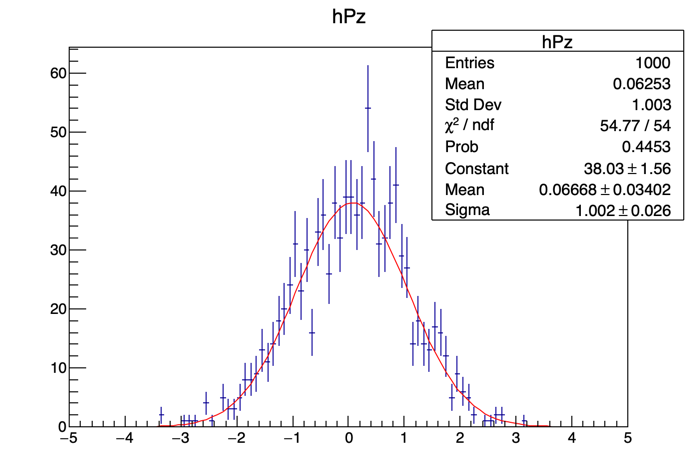 hPz
hPz
Entries 1000
Mean 0.06253
Std Dev 1.003
χ² / ndf 54.77 / 54
Prob 0.4453
Constant 38.03 ± 1.56
Mean 0.06668 ± 0.03402
Sigma 1.002 ± 0.026
60
50
40
30
20
10
0
−5 −4 −3 −2 −1 0 1 2 3 4 5